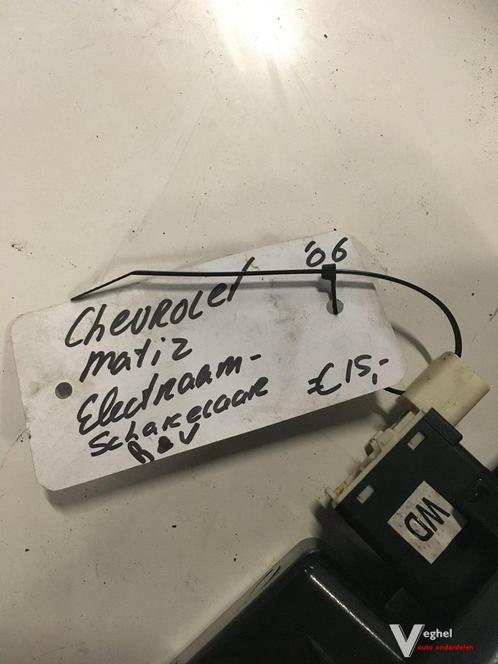 '06
Chevrolet
matiz
Electraam-
Schakelaar
€15,-
R V
WD
Veghel
auto onderdelen